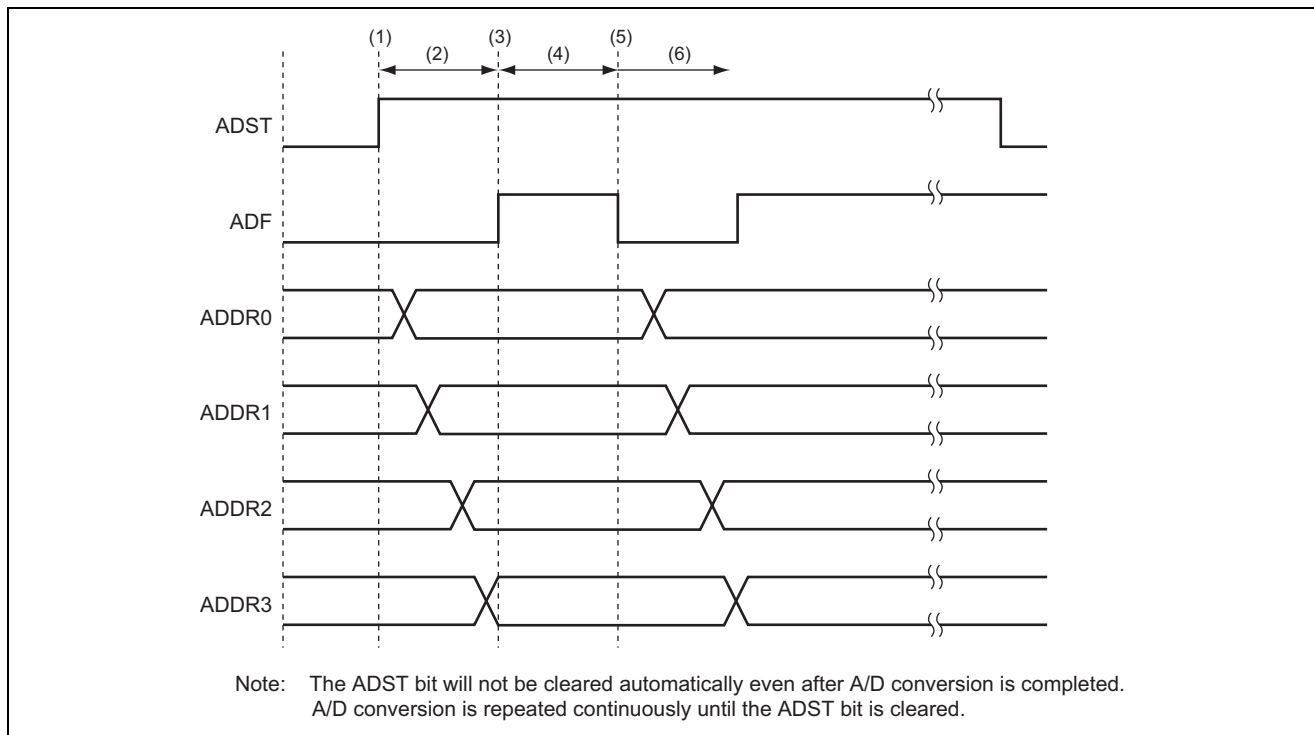 (1) (3) (5)
(2) (4) (6)
ADST
ADF
ADDR0
ADDR1
ADDR2
ADDR3
Note: The ADST bit will not be cleared automatically even after A/D conversion is completed.
A/D conversion is repeated continuously until the ADST bit is cleared.